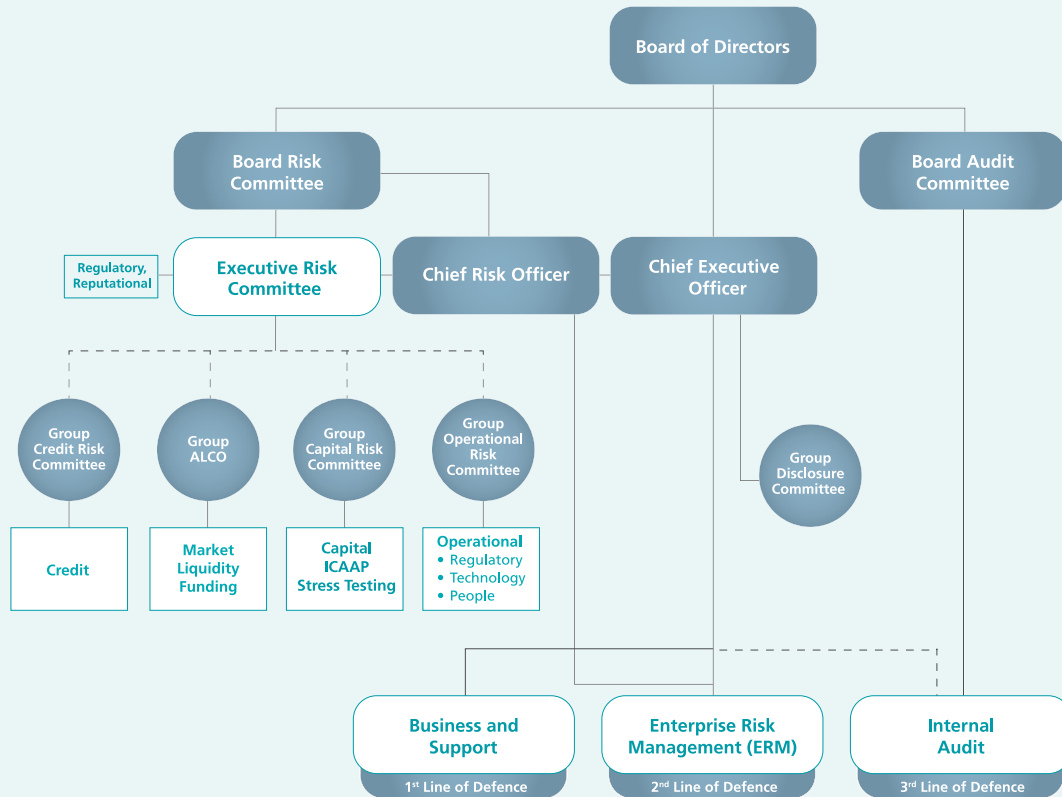 Board of Directors
Board Risk
Committee
Board Audit
Committee
Regulatory,
Reputational
Executive Risk
Committee
Chief Risk Officer
Chief Executive
Officer
Group
Credit Risk
Committee
Group
ALCO
Group
Capital Risk
Committee
Group
Operational
Risk
Committee
Group
Disclosure
Committee
Credit
Market
Liquidity
Funding
Capital
ICAAP
Stress Testing
Operational
• Regulatory
• Technology
• People
Business and
Support
1st Line of Defence
Enterprise Risk
Management (ERM)
2nd Line of Defence
Internal
Audit
3rd Line of Defence